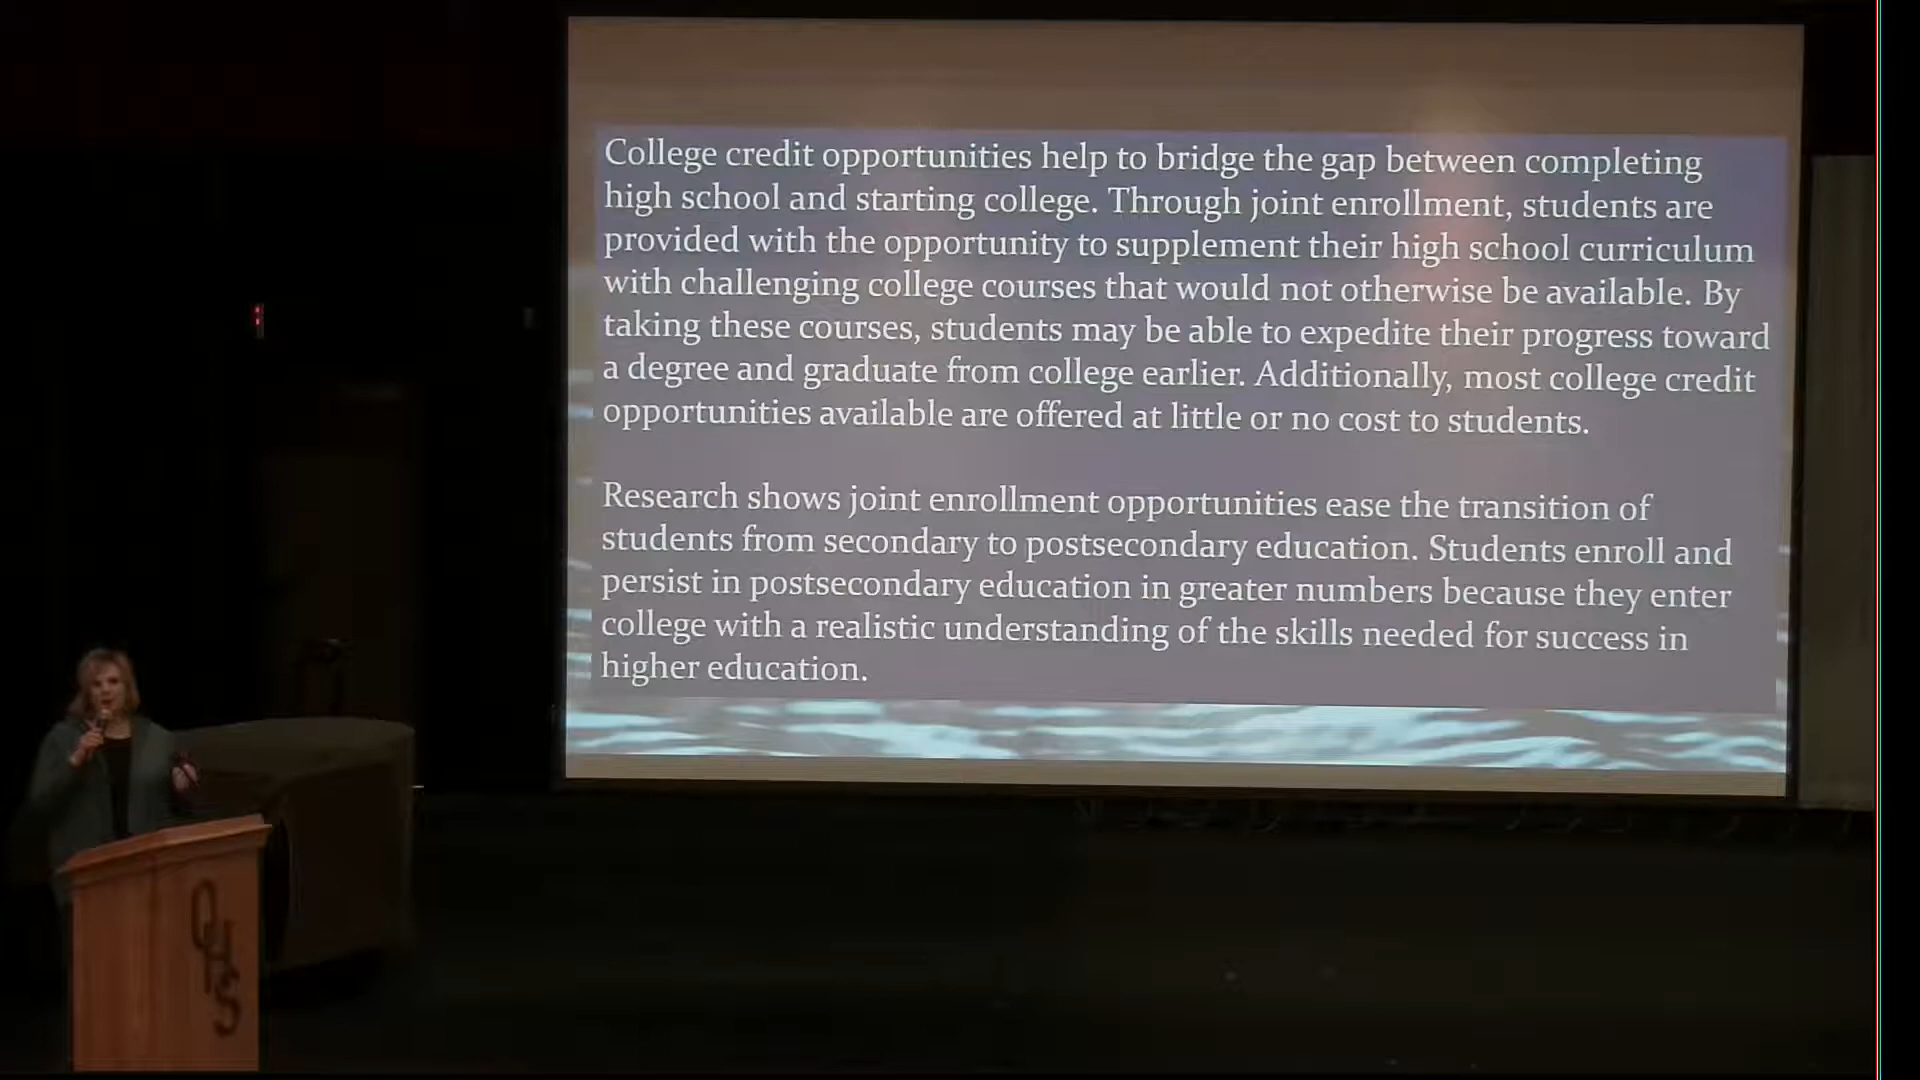 College credit opportunities help to bridge the gap between completing
high school and starting college. Through joint enrollment, students are
provided with the opportunity to supplement their high school curriculum
with challenging college courses that would not otherwise be available. By
taking these courses, students may be able to expedite their progress toward
a degree and graduate from college earlier. Additionally, most college credit
opportunities available are offered at little or no cost to students.
Research shows joint enrollment opportunities ease the transition of
students from secondary to postsecondary education. Students enroll and
persist in postsecondary education in greater numbers because they enter
college with a realistic understanding of the skills needed for success in
higher education.
OHS